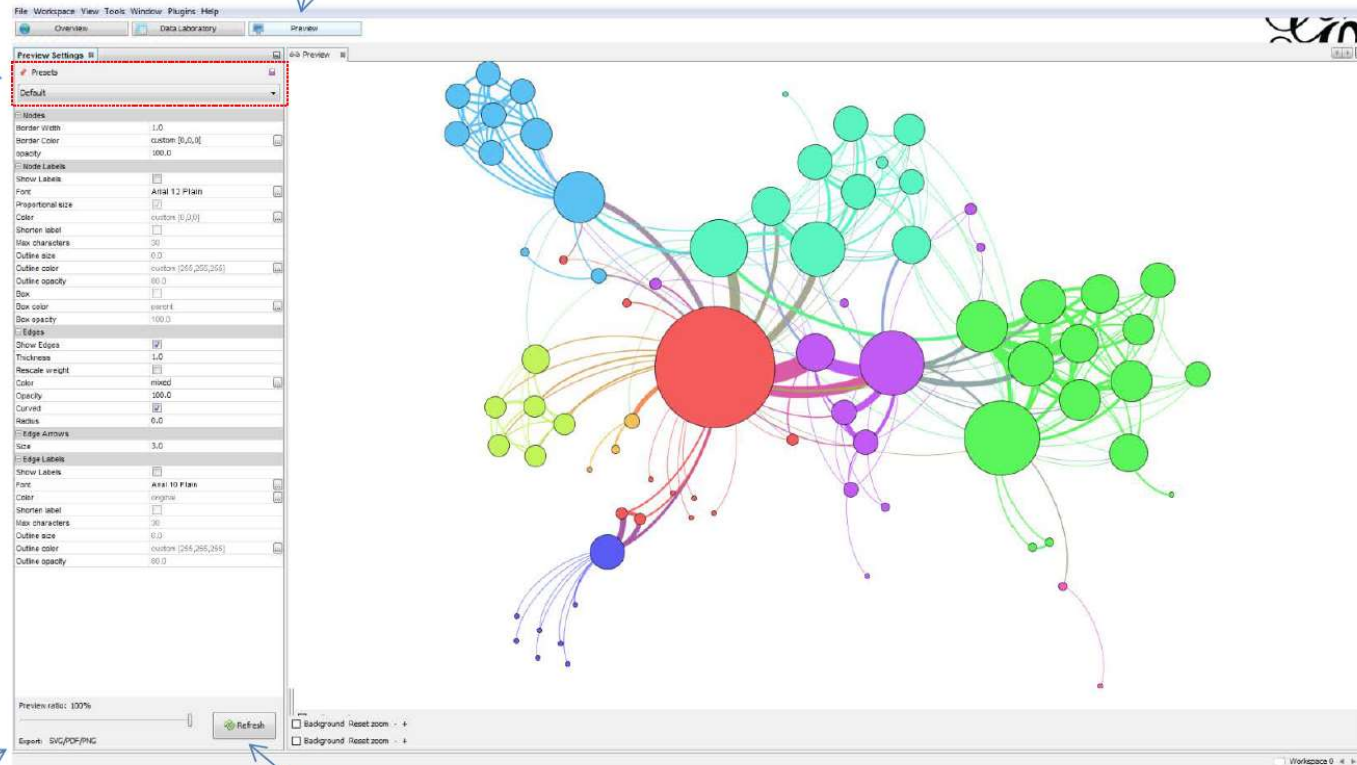 File Workspace View Tools Window Plugins Help
Overview Data Laboratory Preview
Preview Settings
Preview
Presets
Default
Nodes
Border Width 1.0
Border Color custom [0,0,0]
opacity 100.0
Node Labels
Show Labels
Font Arial 12 Plain
Proportional size
Color custom [0,0,0]
Shorten label
Max characters 30
Outline size 0.0
Outline color custom [255,255,255]
Outline opacity 80.0
Box
Box color parent
Box opacity 100.0
Edges
Show Edges
Thickness 1.0
Rescale weight
Color mixed
Opacity 100.0
Curved
Radius 0.0
Edge Arrows
Size 3.0
Edge Labels
Show Labels
Font Arial 10 Plain
Color original
Shorten label
Max characters 30
Outline size 0.0
Outline color custom [255,255,255]
Outline opacity 80.0
Preview ratio: 100%
Refresh
Export: SVG/PDF/PNG
Background Reset zoom - +
Background Reset zoom - +
Workspace 0